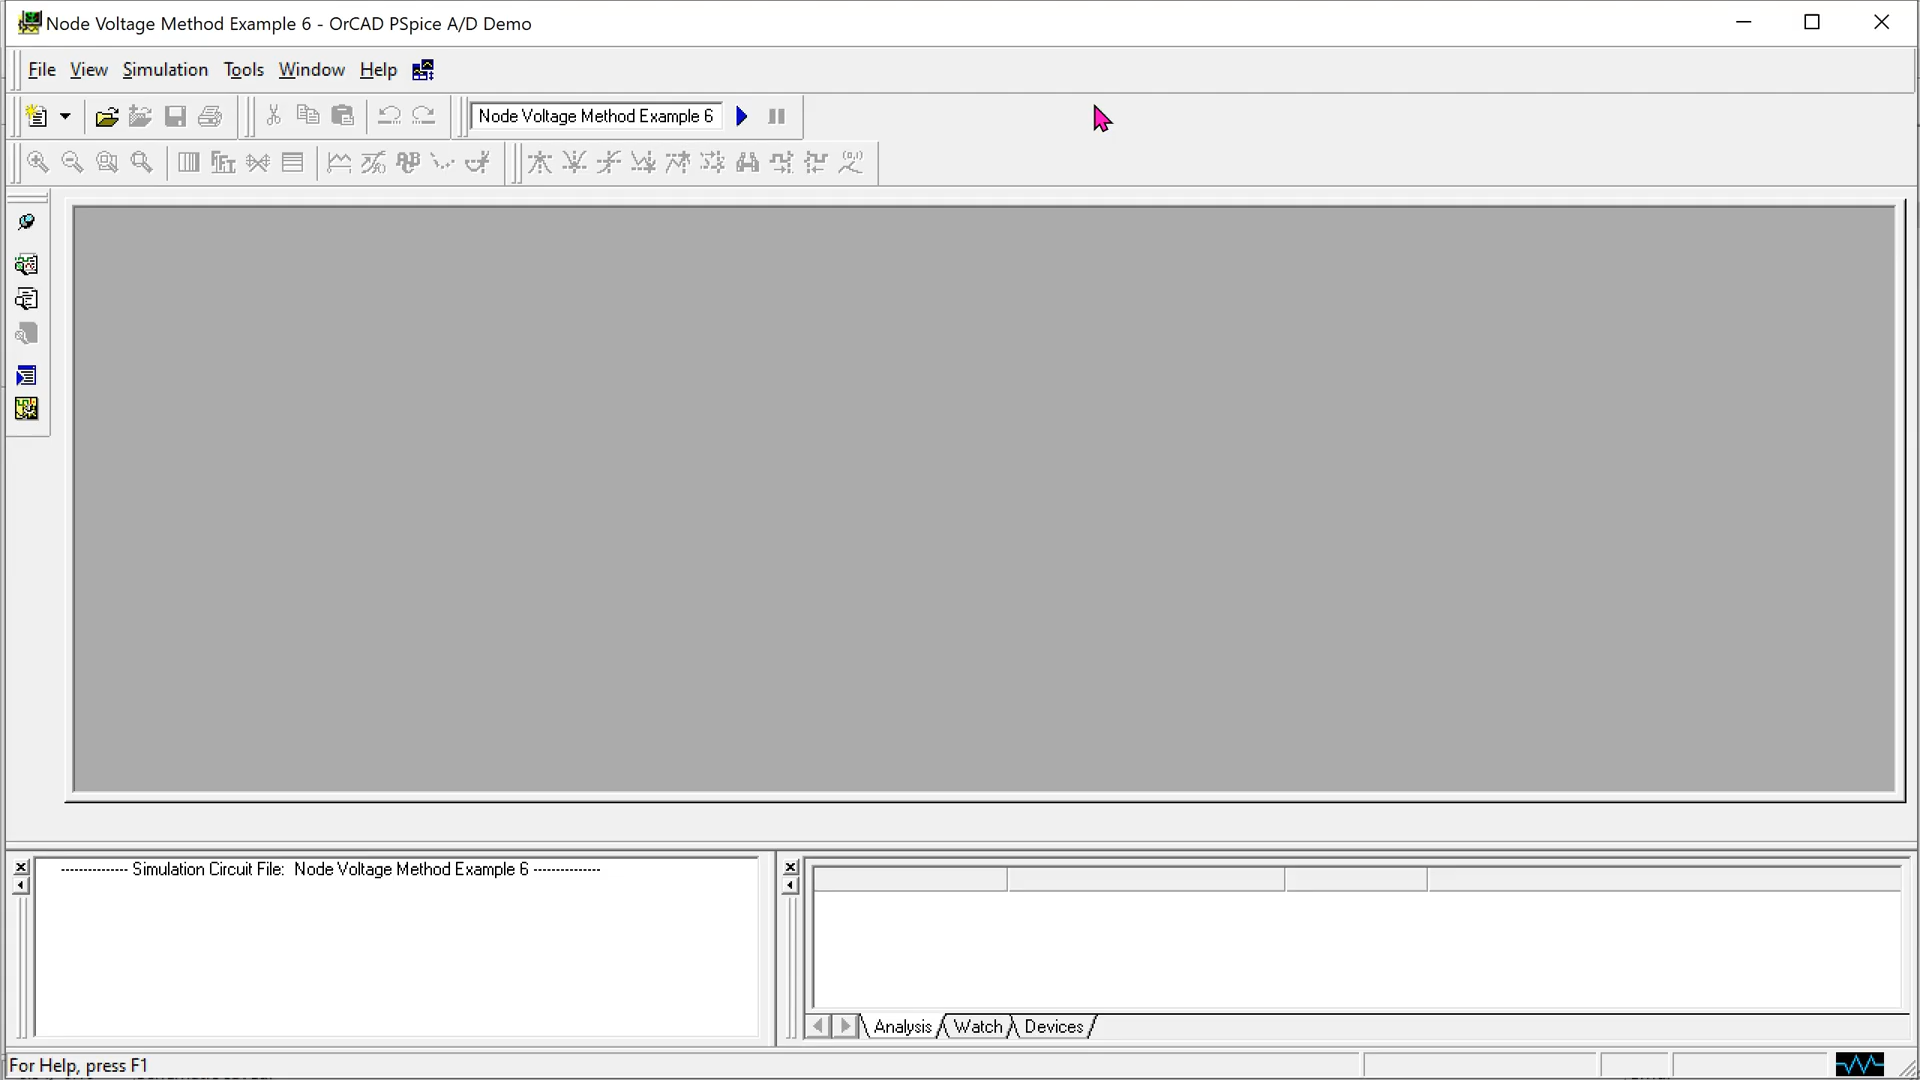 Node Voltage Method Example 6 - OrCAD PSpice A/D Demo
File View Simulation Tools Window Help
Node Voltage Method Example 6
-------------- Simulation Circuit File: Node Voltage Method Example 6 --------------
Analysis Watch Devices
For Help, press F1